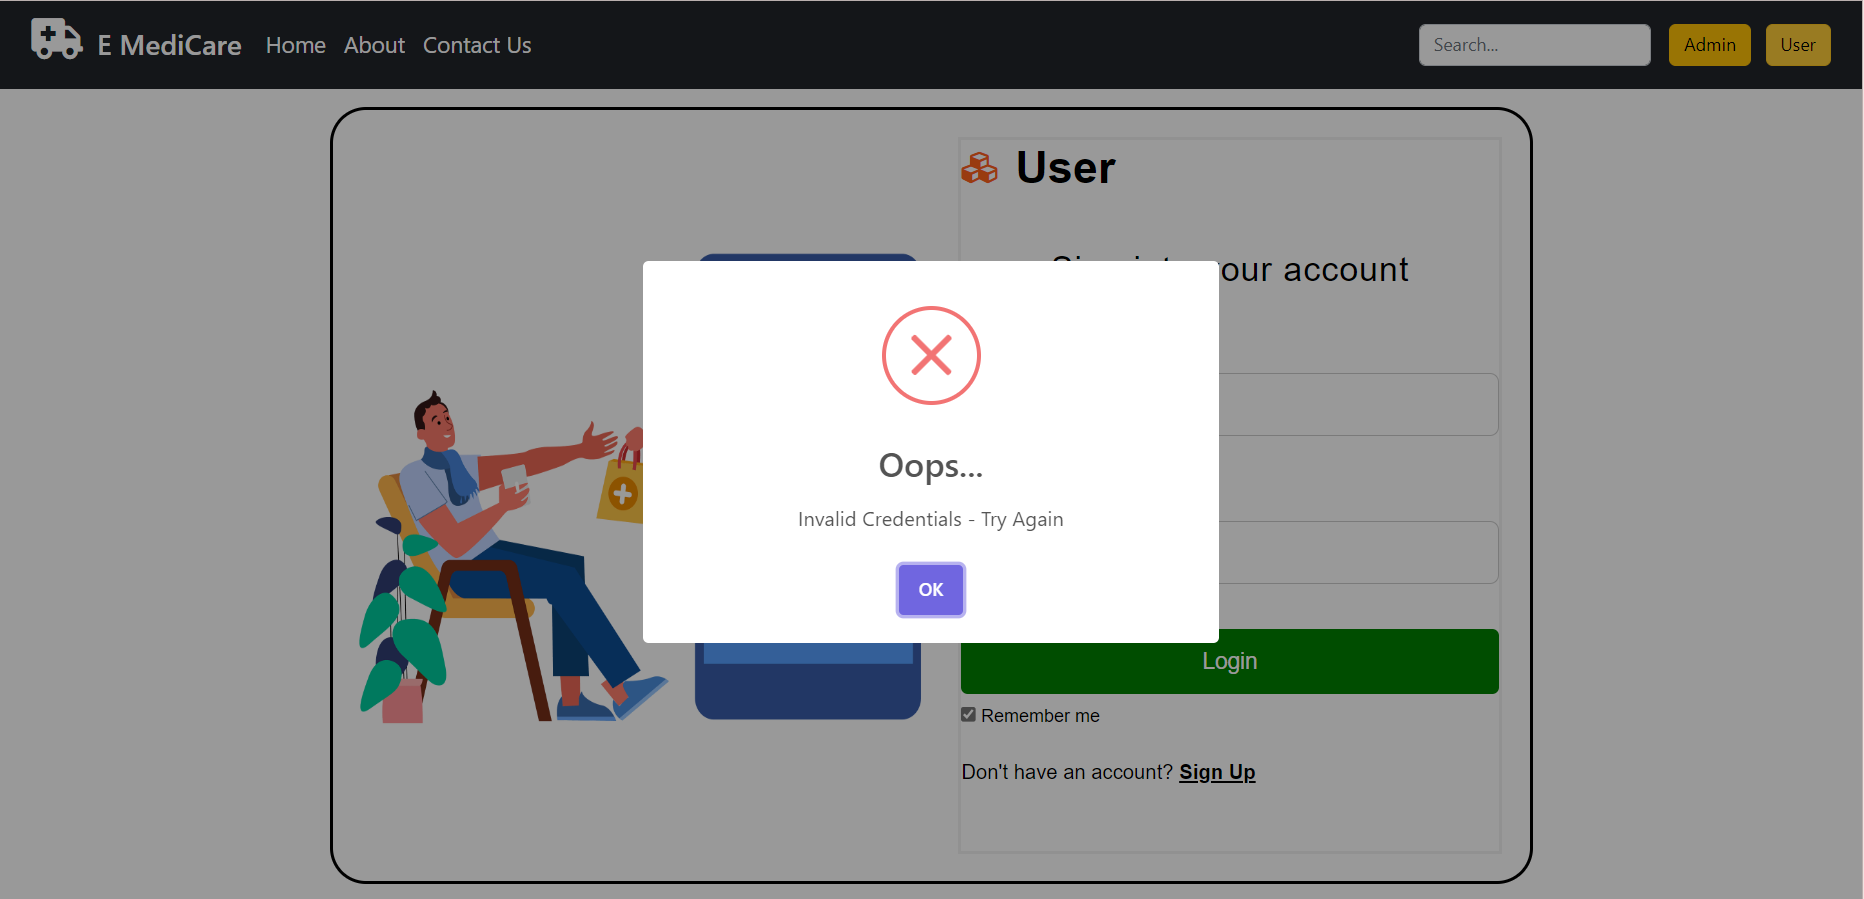 E MediCare Home About Contact Us Search... Admin User
User
your account
Oops...
Invalid Credentials - Try Again
OK
Login
Remember me
Don't have an account? Sign Up